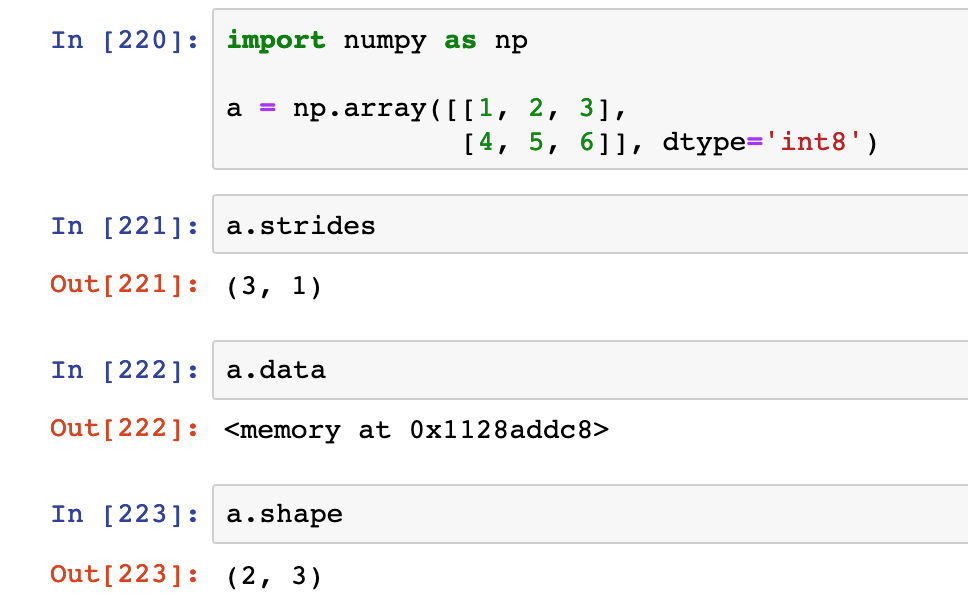 In [220]: import numpy as np
a = np.array([[1, 2, 3],
[4, 5, 6]], dtype='int8')
In [221]: a.strides
Out[221]: (3, 1)
In [222]: a.data
Out[222]: <memory at 0x1128addc8>
In [223]: a.shape
Out[223]: (2, 3)